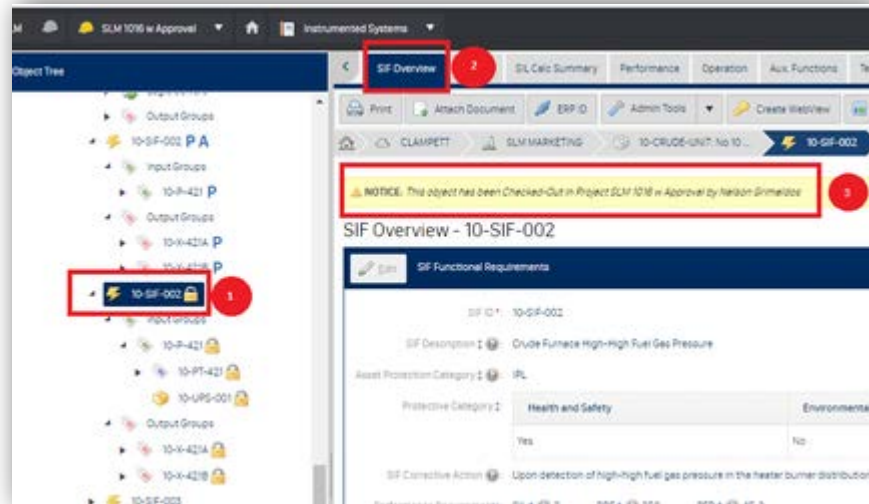 SLM 1016 w Approval
Instrumented Systems
Object Tree
Output Groups
10-SIF-002 P A
Input Groups
10-P-421 P
Output Groups
10-X-421A P
10-X-421B P
10-SIF-002
1
Input Groups
10-P-421
10-PT-421
10-UPS-001
Output Groups
10-X-421A
10-X-421B
10-SIF-003
SIF Overview
2
SIL Calc Summary
Performance
Operation
Aux. Functions
Print
Attach Document
ERP ID
Admin Tools
Create WebView
CLAMPETT
SLM MARKETING
10-CRUDE-UNIT: No 10 ...
10-SIF-002
NOTICE: This object has been Checked-Out in Project SLM 1016 w Approval by Nelson Grimaldos
3
SIF Overview - 10-SIF-002
Edit
SIF Functional Requirements
SIF ID *: 10-SIF-002
SIF Description ‡ Crude Furnace High-High Fuel Gas Pressure
Asset Protection Category ‡ IPL
Protective Category ‡
Health and Safety
Environmental
Yes
No
SIF Corrective Action Upon detection of high-high fuel gas pressure in the heater burner distribution